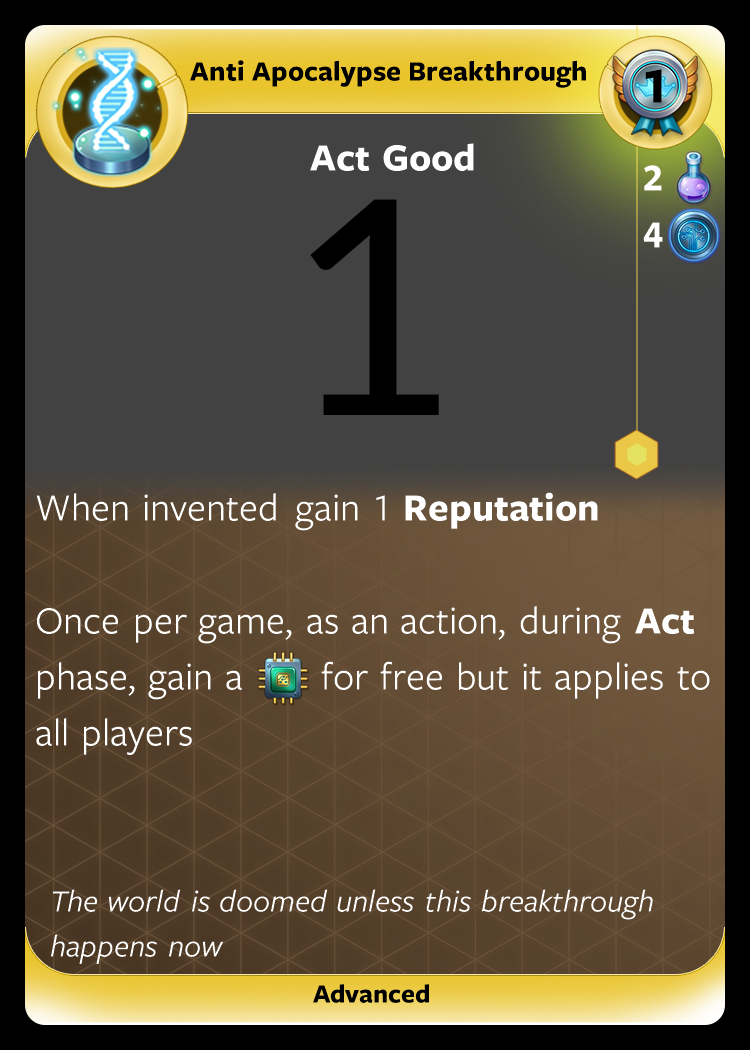 Anti Apocalypse Breakthrough
1
Act Good
2
4
1
When invented gain 1 Reputation
Once per game, as an action, during Act
phase, gain a for free but it applies to
all players
The world is doomed unless this breakthrough
happens now
Advanced